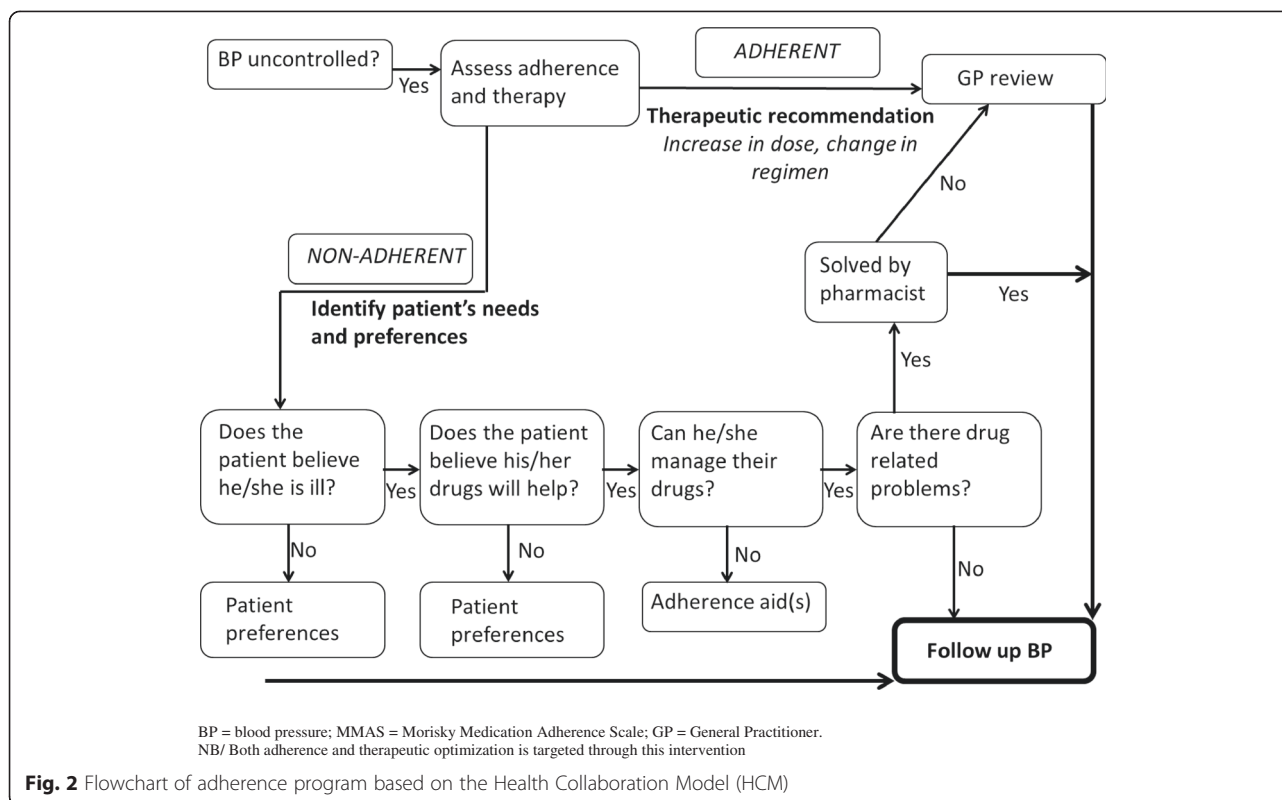 BP uncontrolled?
Yes
Assess adherence
and therapy
ADHERENT
GP review
Therapeutic recommendation
Increase in dose, change in
regimen
No
NON-ADHERENT
Identify patient's needs
and preferences
Solved by
pharmacist
Yes
Yes
Does the
patient believe
he/she is ill?
Yes
Does the patient
believe his/her
drugs will help?
Yes
Can he/she
manage their
drugs?
Yes
Are there drug
related
problems?
No
No
No
No
Patient
preferences
Patient
preferences
Adherence aid(s)
Follow up BP
BP = blood pressure; MMAS = Morisky Medication Adherence Scale; GP = General Practitioner.
NB/ Both adherence and therapeutic optimization is targeted through this intervention
Fig. 2 Flowchart of adherence program based on the Health Collaboration Model (HCM)